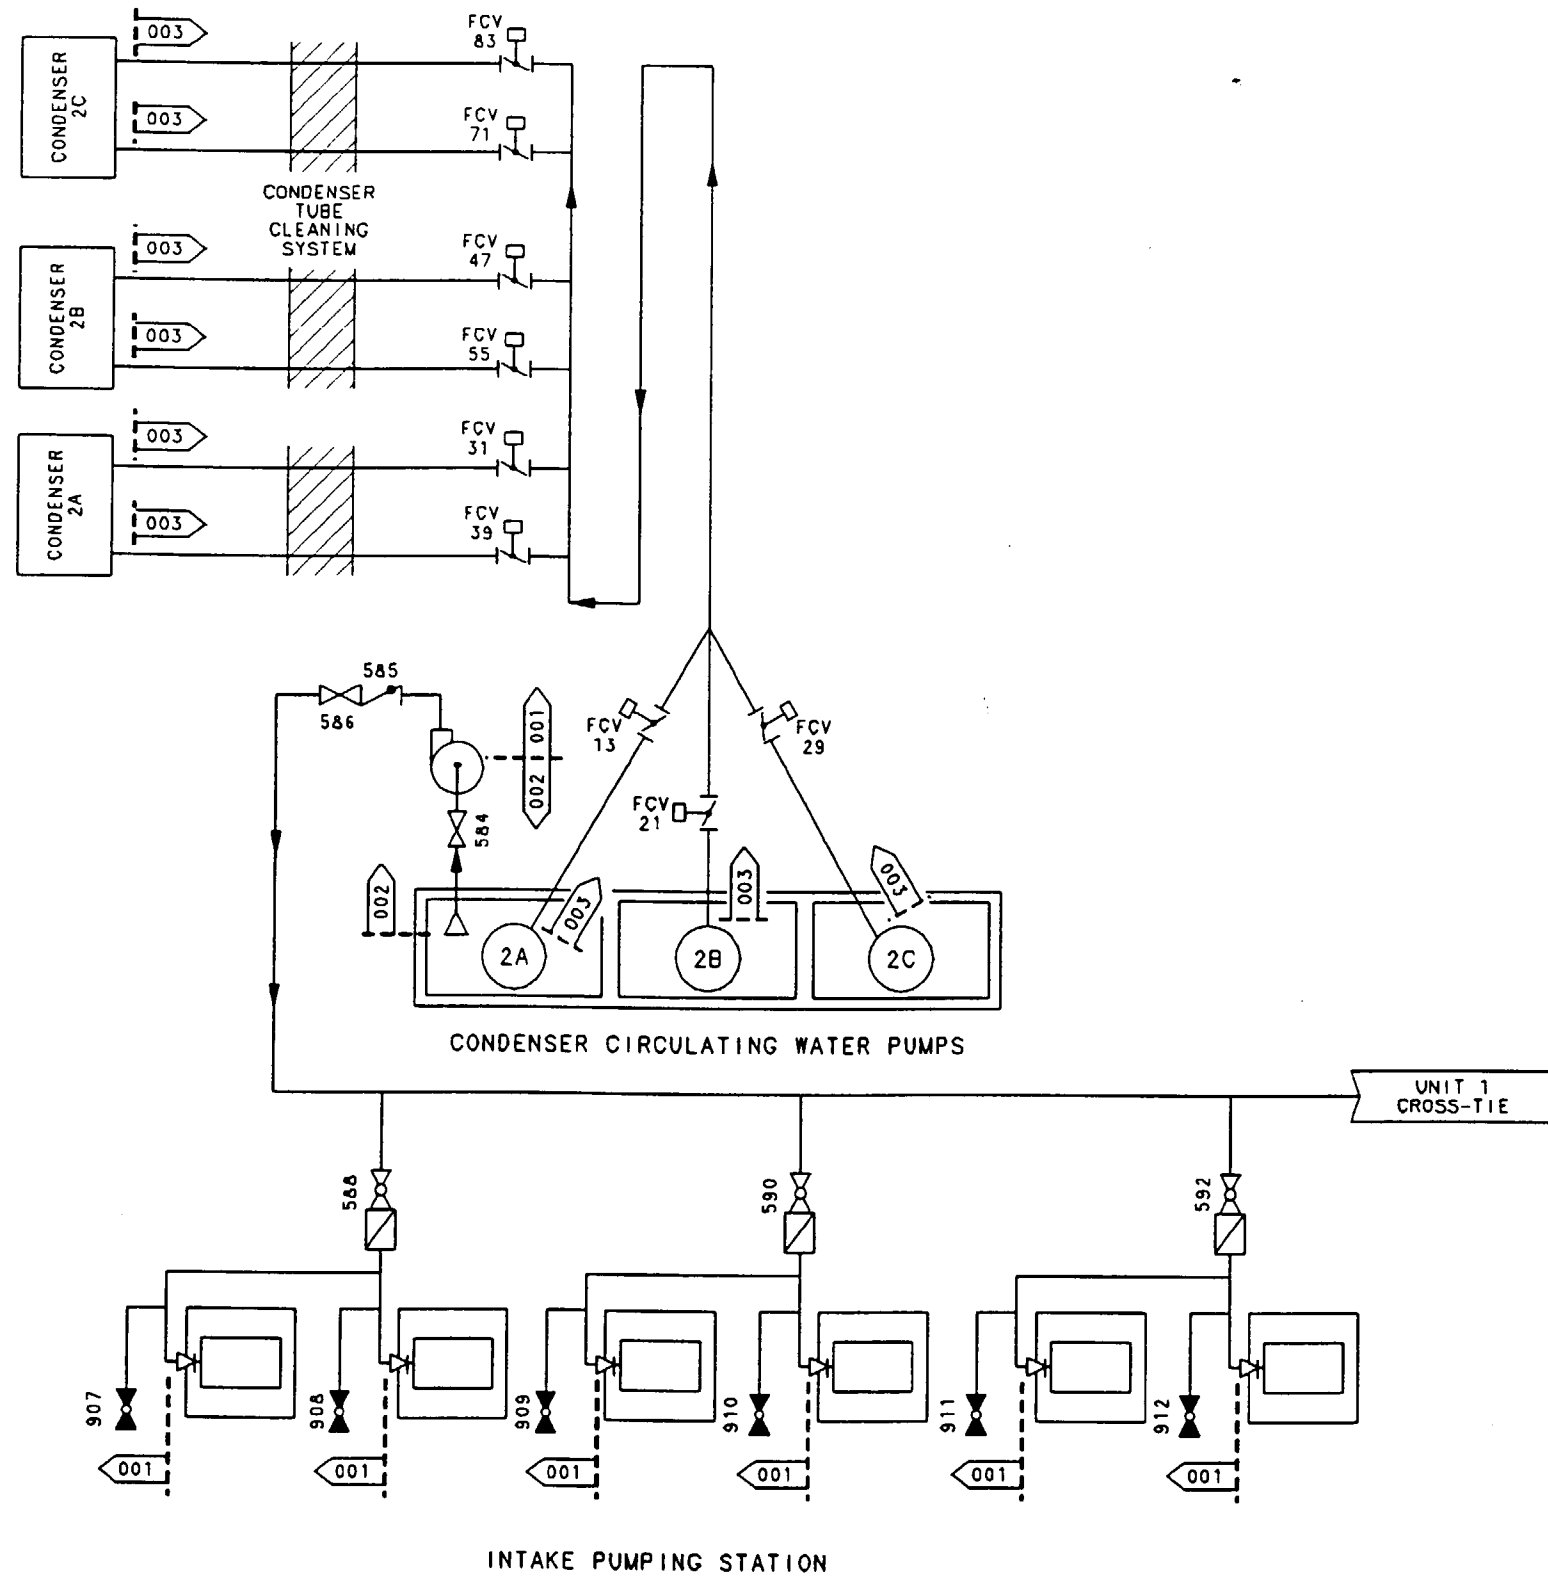 003
FCV
83
CONDENSER
2C
003
FCV
71
CONDENSER
TUBE
CLEANING
SYSTEM
003
FCV
47
CONDENSER
2B
003
FCV
55
003
FCV
31
CONDENSER
2A
003
FCV
39
585
586
001
002
584
FCV
13
FCV
29
FCV
21
002
003
003
003
2A
2B
2C
CONDENSER CIRCULATING WATER PUMPS
UNIT 1
CROSS-TIE
588
590
592
907
908
909
910
911
912
001
001
001
001
001
001
INTAKE PUMPING STATION